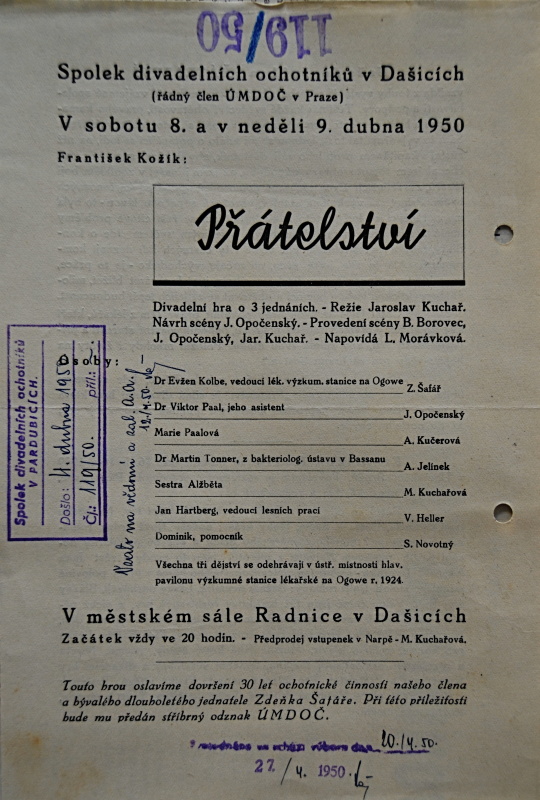 119/50
Spolek divadelních ochotníků v Dašicích
(řádný člen ÚMDOČ v Praze)
V sobotu 8. a v neděli 9. dubna 1950
František Kožík:
Přátelství
Divadelní hra o 3 jednáních. - Režie Jaroslav Kuchař.
Návrh scény J. Opočenský. - Provedení scény B. Borovec,
J. Opočenský, Jar. Kuchař. - Napovídá L. Morávková.
Osoby:
Dr Evžen Kolbe, vedoucí lék. výzkum. stanice na Ogowe Z. Šafář
Dr Viktor Paal, jeho asistent J. Opočenský
Marie Paalová A. Kučerová
Dr Martin Tonner, z bakteriolog. ústavu v Bassanu A. Jelínek
Sestra Alžběta M. Kuchařová
Jan Hartberg, vedoucí lesních prací V. Heller
Dominik, pomocník S. Novotný
Všechna tři dějství se odehrávají v ústř. místnosti hlav.
pavilonu výzkumné stanice lékařské na Ogowe r. 1924.
V městském sále Radnice v Dašicích
Začátek vždy ve 20 hodin. - Předprodej vstupenek v Narpě - M. Kuchařová.
Touto hrou oslavíme dovršení 30 let ochotnické činnosti našeho člena
a bývalého dlouholetého jednatele Zdeňka Šafáře. Při této příležitosti
bude mu předán stříbrný odznak ÚMDOČ.
Spolek divadelních ochotníků
V PARDUBICÍCH.
Došlo: 4. dubna 1950
Čj.: 119/50. příl.: -.
Vzato na vědomí a
12./4.50.
ve schůzi výboru dne 20./4.50.
27./4. 1950.